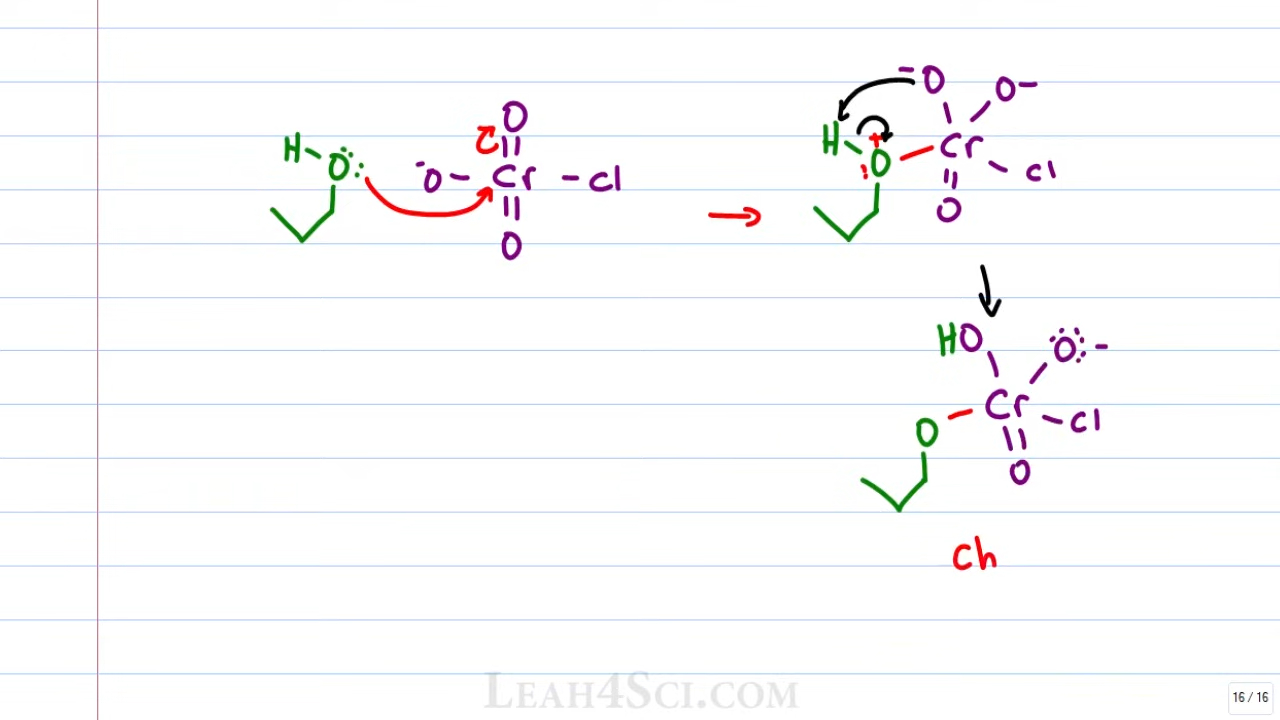 H O: -O - Cr - Cl O O
H O + Cr -O O- Cl O
HO O: - Cr Cl O O
Ch
LEAH4SCI.COM
16 / 16